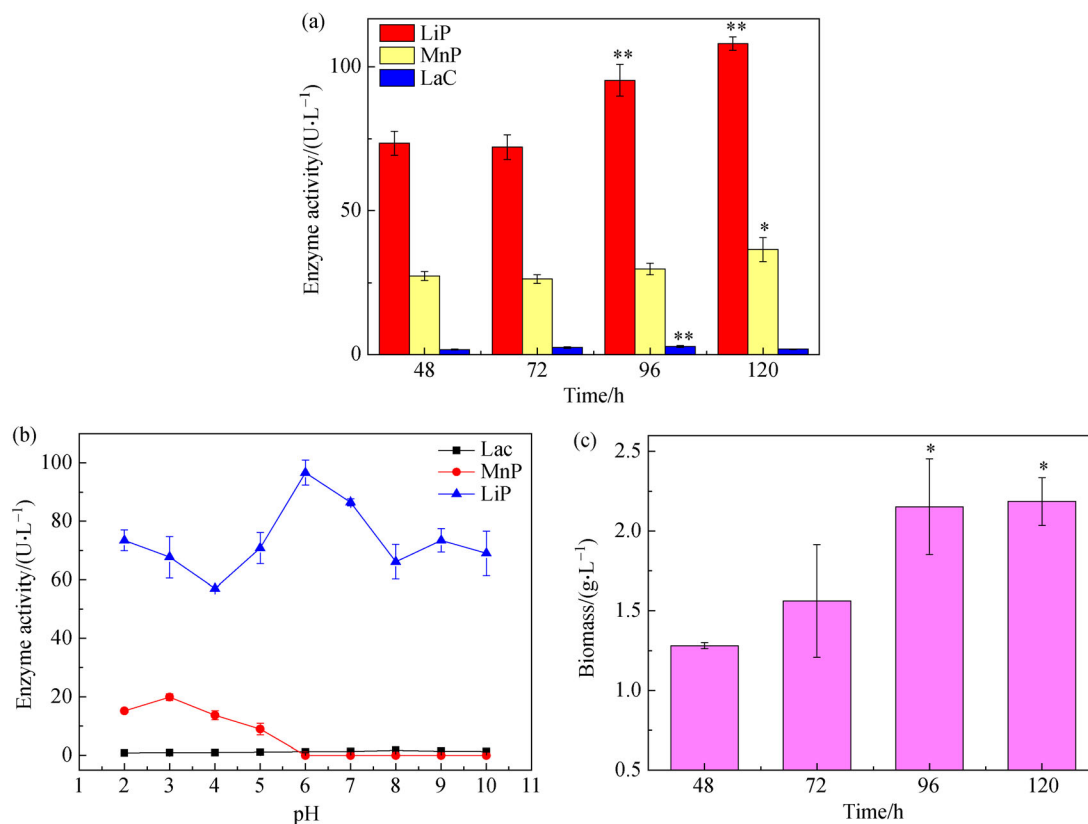 (a)
LiP
MnP
LaC
**
**
*
**
100
50
0
Enzyme activity/(U·L⁻¹)
48 72 96 120
Time/h
(b)
Lac
MnP
LiP
100
80
60
40
20
0
Enzyme activity/(U·L⁻¹)
1 2 3 4 5 6 7 8 9 10 11
pH
(c)
* *
2.5
2.0
1.5
1.0
0.5
Biomass/(g·L⁻¹)
48 72 96 120
Time/h